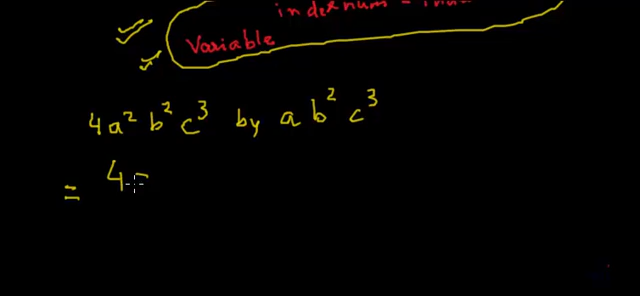 Variable
4a² b² c³ by a b² c³
= 4